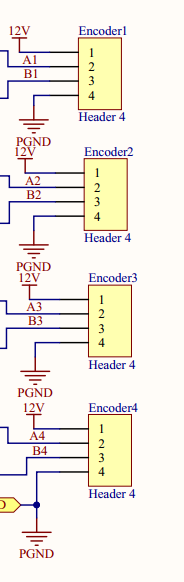 12V
Encoder1
1
A1
2
B1
3
4
Header 4
PGND
12V
Encoder2
1
A2
2
B2
3
4
Header 4
PGND
12V
Encoder3
1
A3
2
B3
3
4
Header 4
PGND
12V
Encoder4
1
A4
2
B4
3
4
Header 4
PGND